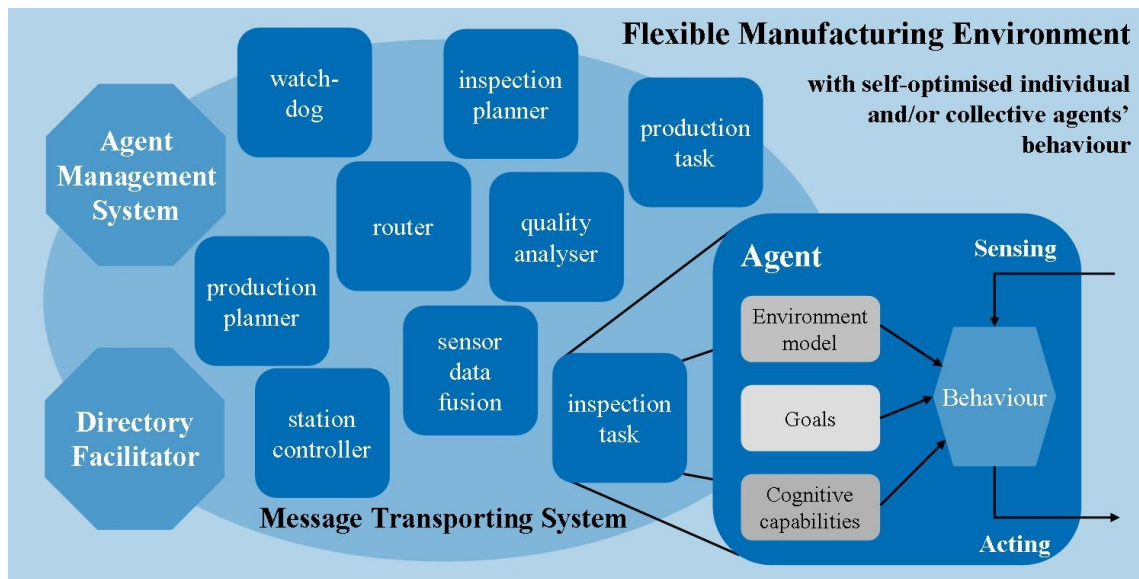 Flexible Manufacturing Environment
with self-optimised individual
and/or collective agents’
behaviour
watch-
dog
inspection
planner
production
task
Agent
Management
System
router
quality
analyser
production
planner
sensor
data
fusion
Directory
Facilitator
station
controller
inspection
task
Message Transporting System
Agent
Sensing
Environment
model
Goals
Behaviour
Cognitive
capabilities
Acting